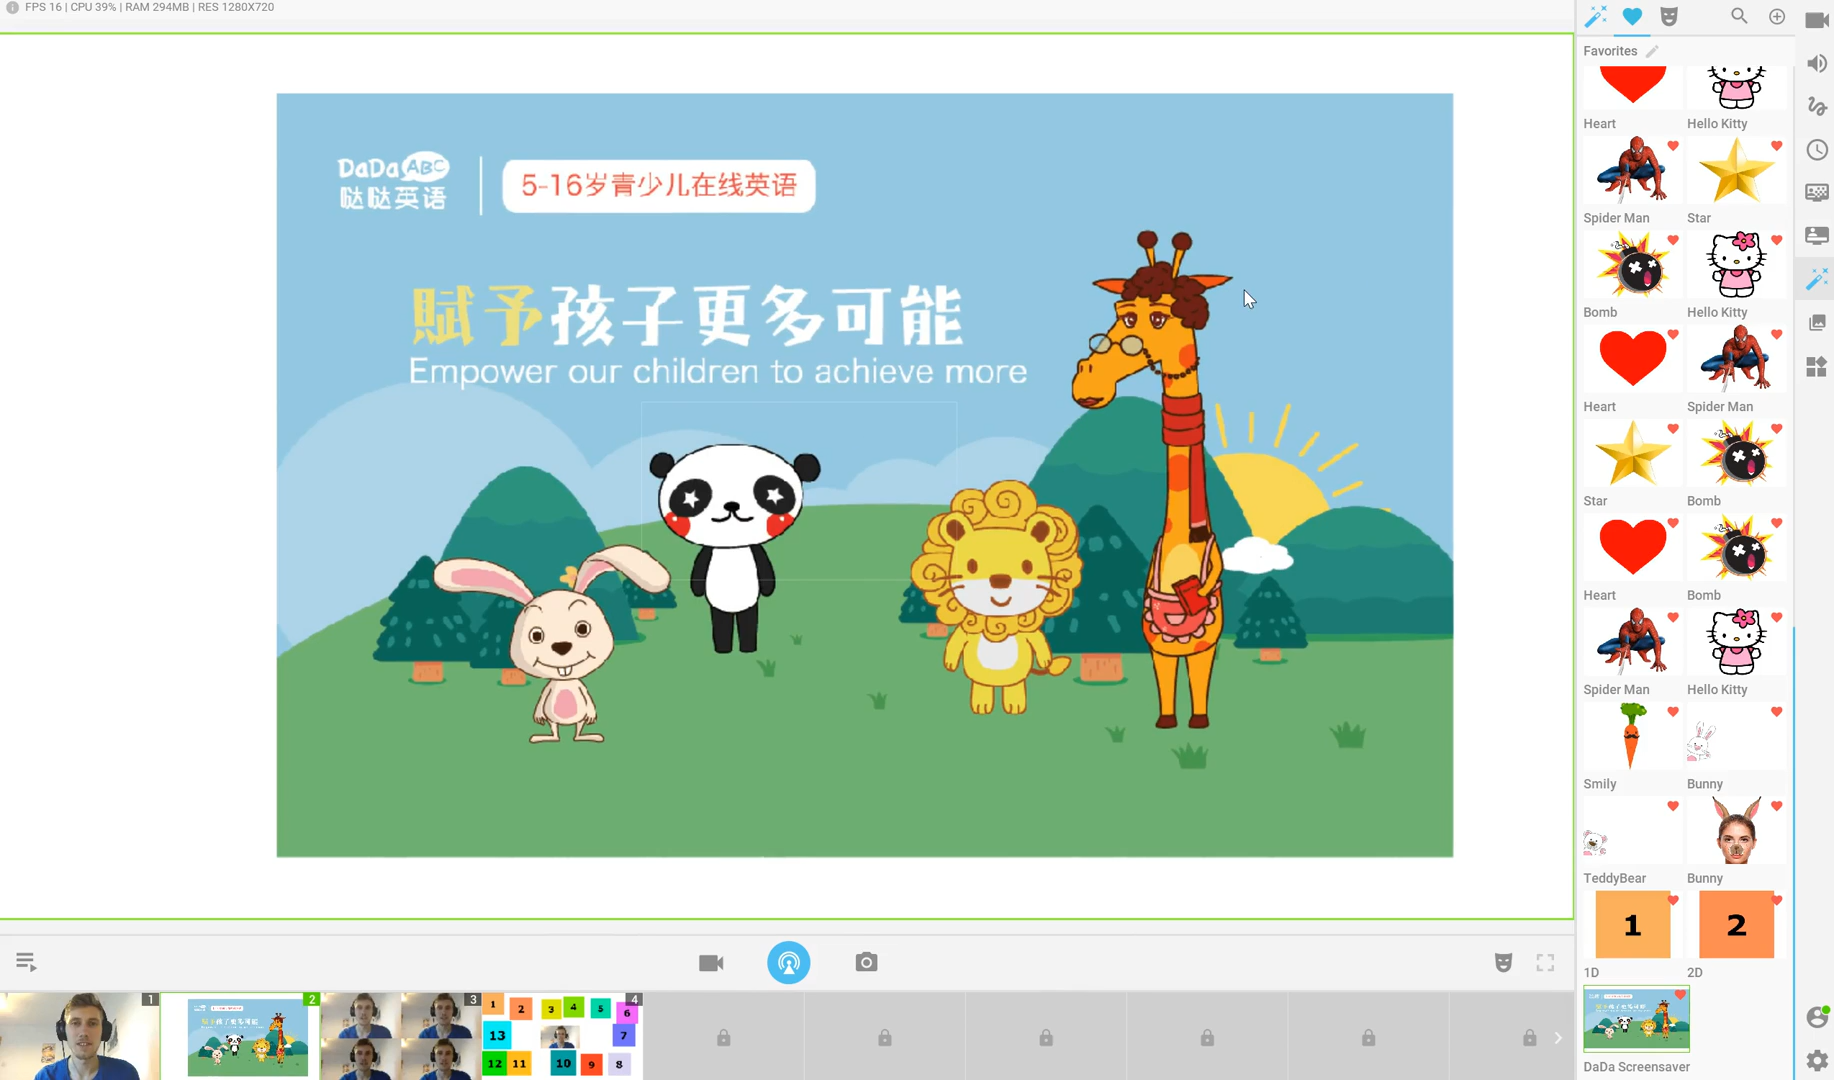 FPS 16 | CPU 39% | RAM 294MB | RES 1280X720
Favorites
Heart
Hello Kitty
Spider Man
Star
Bomb
Hello Kitty
Heart
Spider Man
Star
Bomb
Heart
Bomb
Spider Man
Hello Kitty
Smily
Bunny
TeddyBear
Bunny
1
2
1D
2D
DaDa Screensaver
DaDa ABC
哒哒英语
5-16岁青少儿在线英语
赋予孩子更多可能
Empower our children to achieve more
1
2
3
4
1
2
3
4
5
6
13
7
12
11
10
9
8